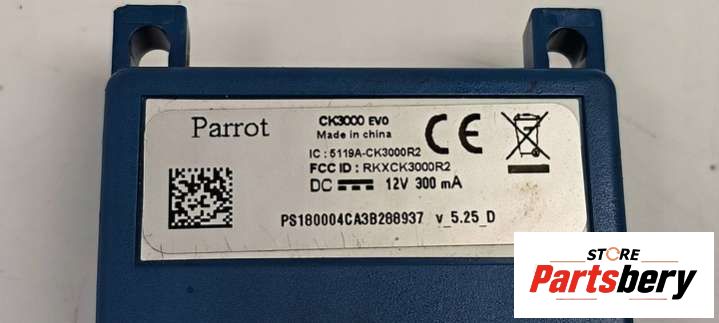 Parrot
CK3000 EVO
Made in china
IC : 5119A-CK3000R2
FCC ID : RKXCK3000R2
DC 12V 300 mA
CE
PS180004CA3B288937 v_5.25_D
STORE
Partsbery